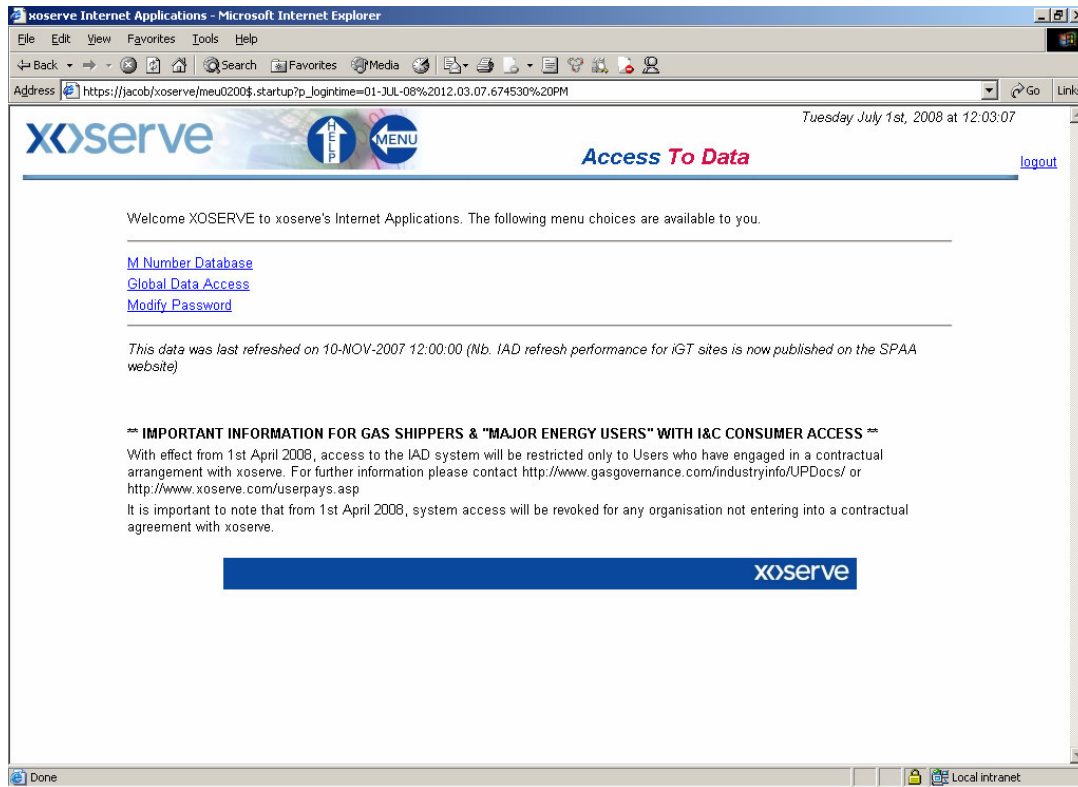 xoserve Internet Applications - Microsoft Internet Explorer
File Edit View Favorites Tools Help
Back Search Favorites Media
Address https://jacob/xoserve/meu0200$.startup?p_logintime=01-JUL-08%2012.03.07.674530%20PM Go Links
Tuesday July 1st, 2008 at 12:03:07
xoserve HELP MENU Access To Data logout
Welcome XOSERVE to xoserve's Internet Applications. The following menu choices are available to you.
M Number Database
Global Data Access
Modify Password
This data was last refreshed on 10-NOV-2007 12:00:00 (Nb. IAD refresh performance for iGT sites is now published on the SPAA
website)
** IMPORTANT INFORMATION FOR GAS SHIPPERS & "MAJOR ENERGY USERS" WITH I&C CONSUMER ACCESS **
With effect from 1st April 2008, access to the IAD system will be restricted only to Users who have engaged in a contractual
arrangement with xoserve. For further information please contact http://www.gasgovernance.com/industryinfo/UPDocs/ or
http://www.xoserve.com/userpays.asp
It is important to note that from 1st April 2008, system access will be revoked for any organisation not entering into a contractual
agreement with xoserve.
xoserve
Done Local intranet